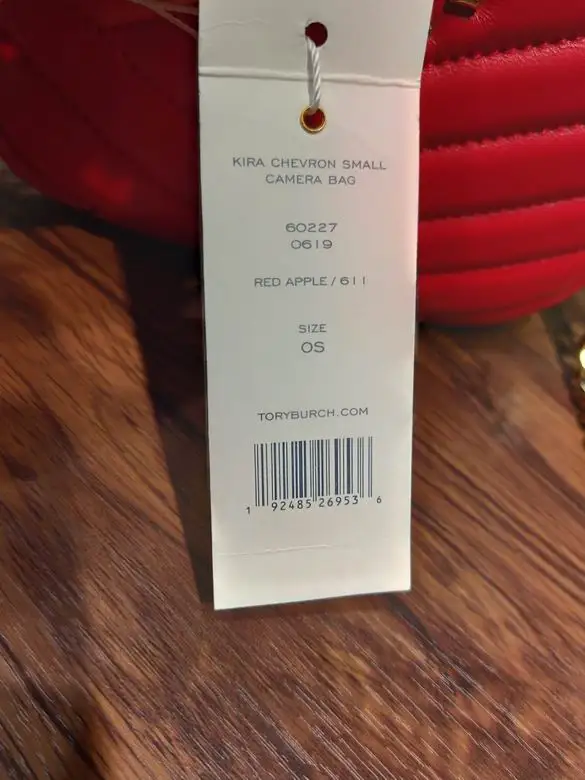 KIRA CHEVRON SMALL
CAMERA BAG
60227
0619
RED APPLE / 611
SIZE
OS
TORYBURCH.COM
1 92485 26953 6